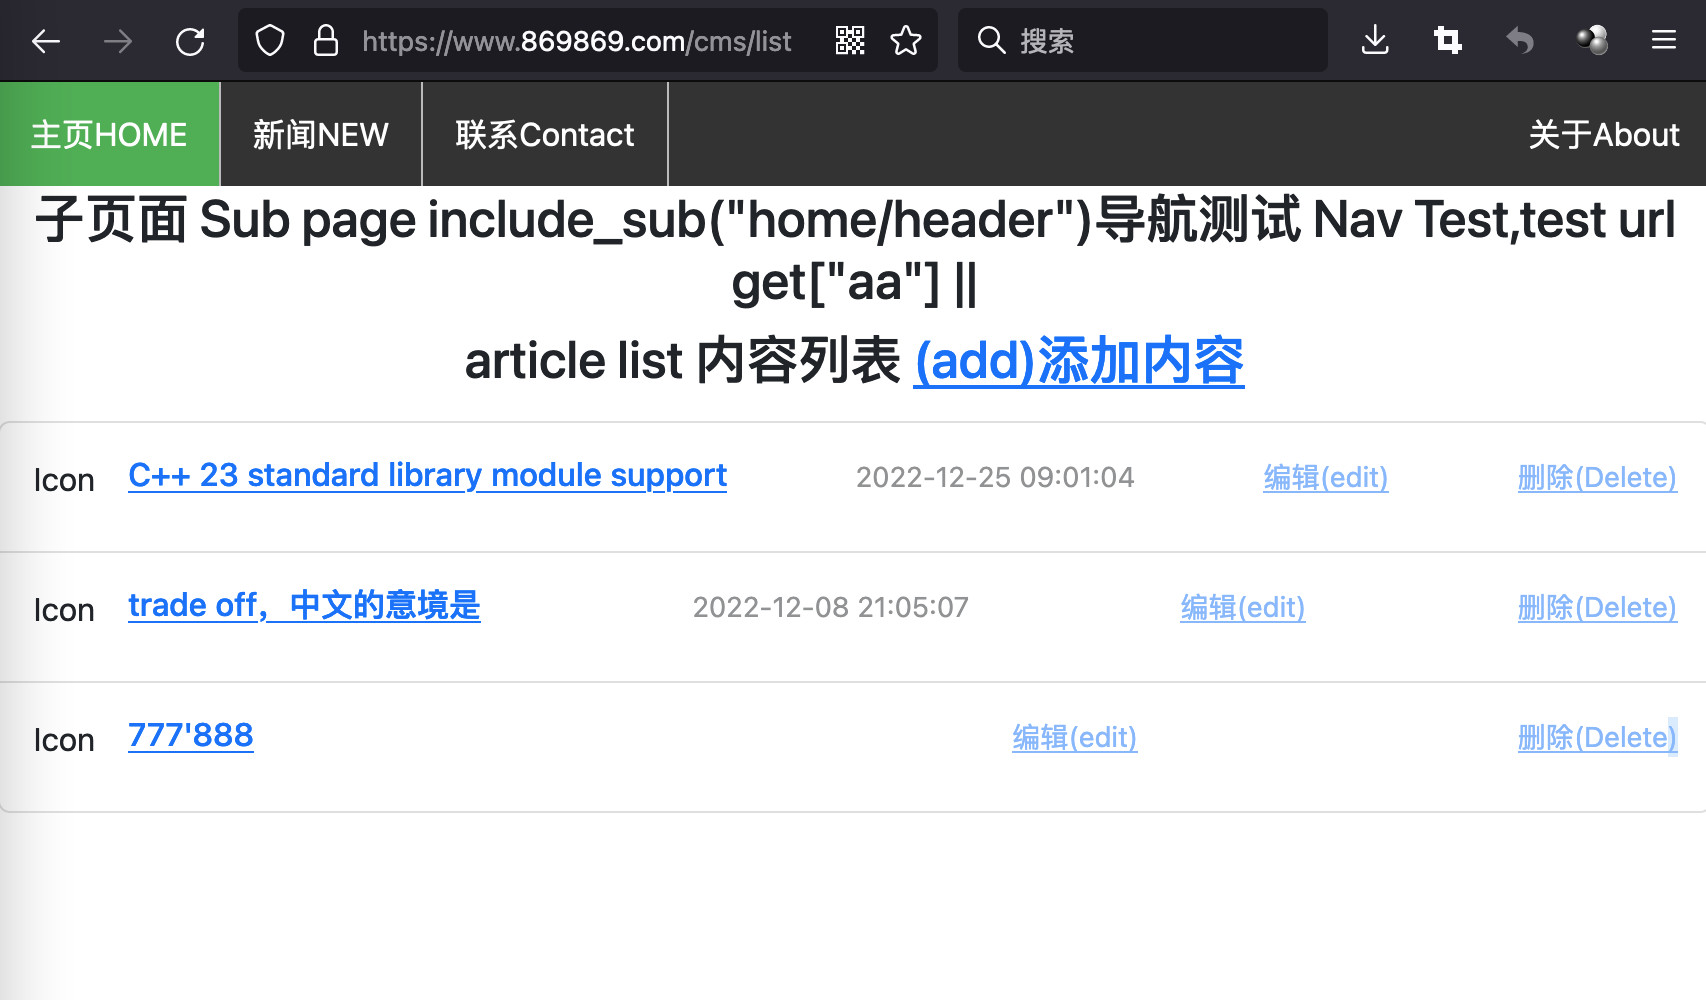 https://www.869869.com/cms/list
搜索
主页HOME 新闻NEW 联系Contact 关于About
子页面 Sub page include_sub("home/header")导航测试 Nav Test,test url
get["aa"] ||
article list 内容列表 (add)添加内容
Icon C++ 23 standard library module support 2022-12-25 09:01:04 编辑(edit) 删除(Delete)
Icon trade off，中文的意境是 2022-12-08 21:05:07 编辑(edit) 删除(Delete)
Icon 777'888 编辑(edit) 删除(Delete)